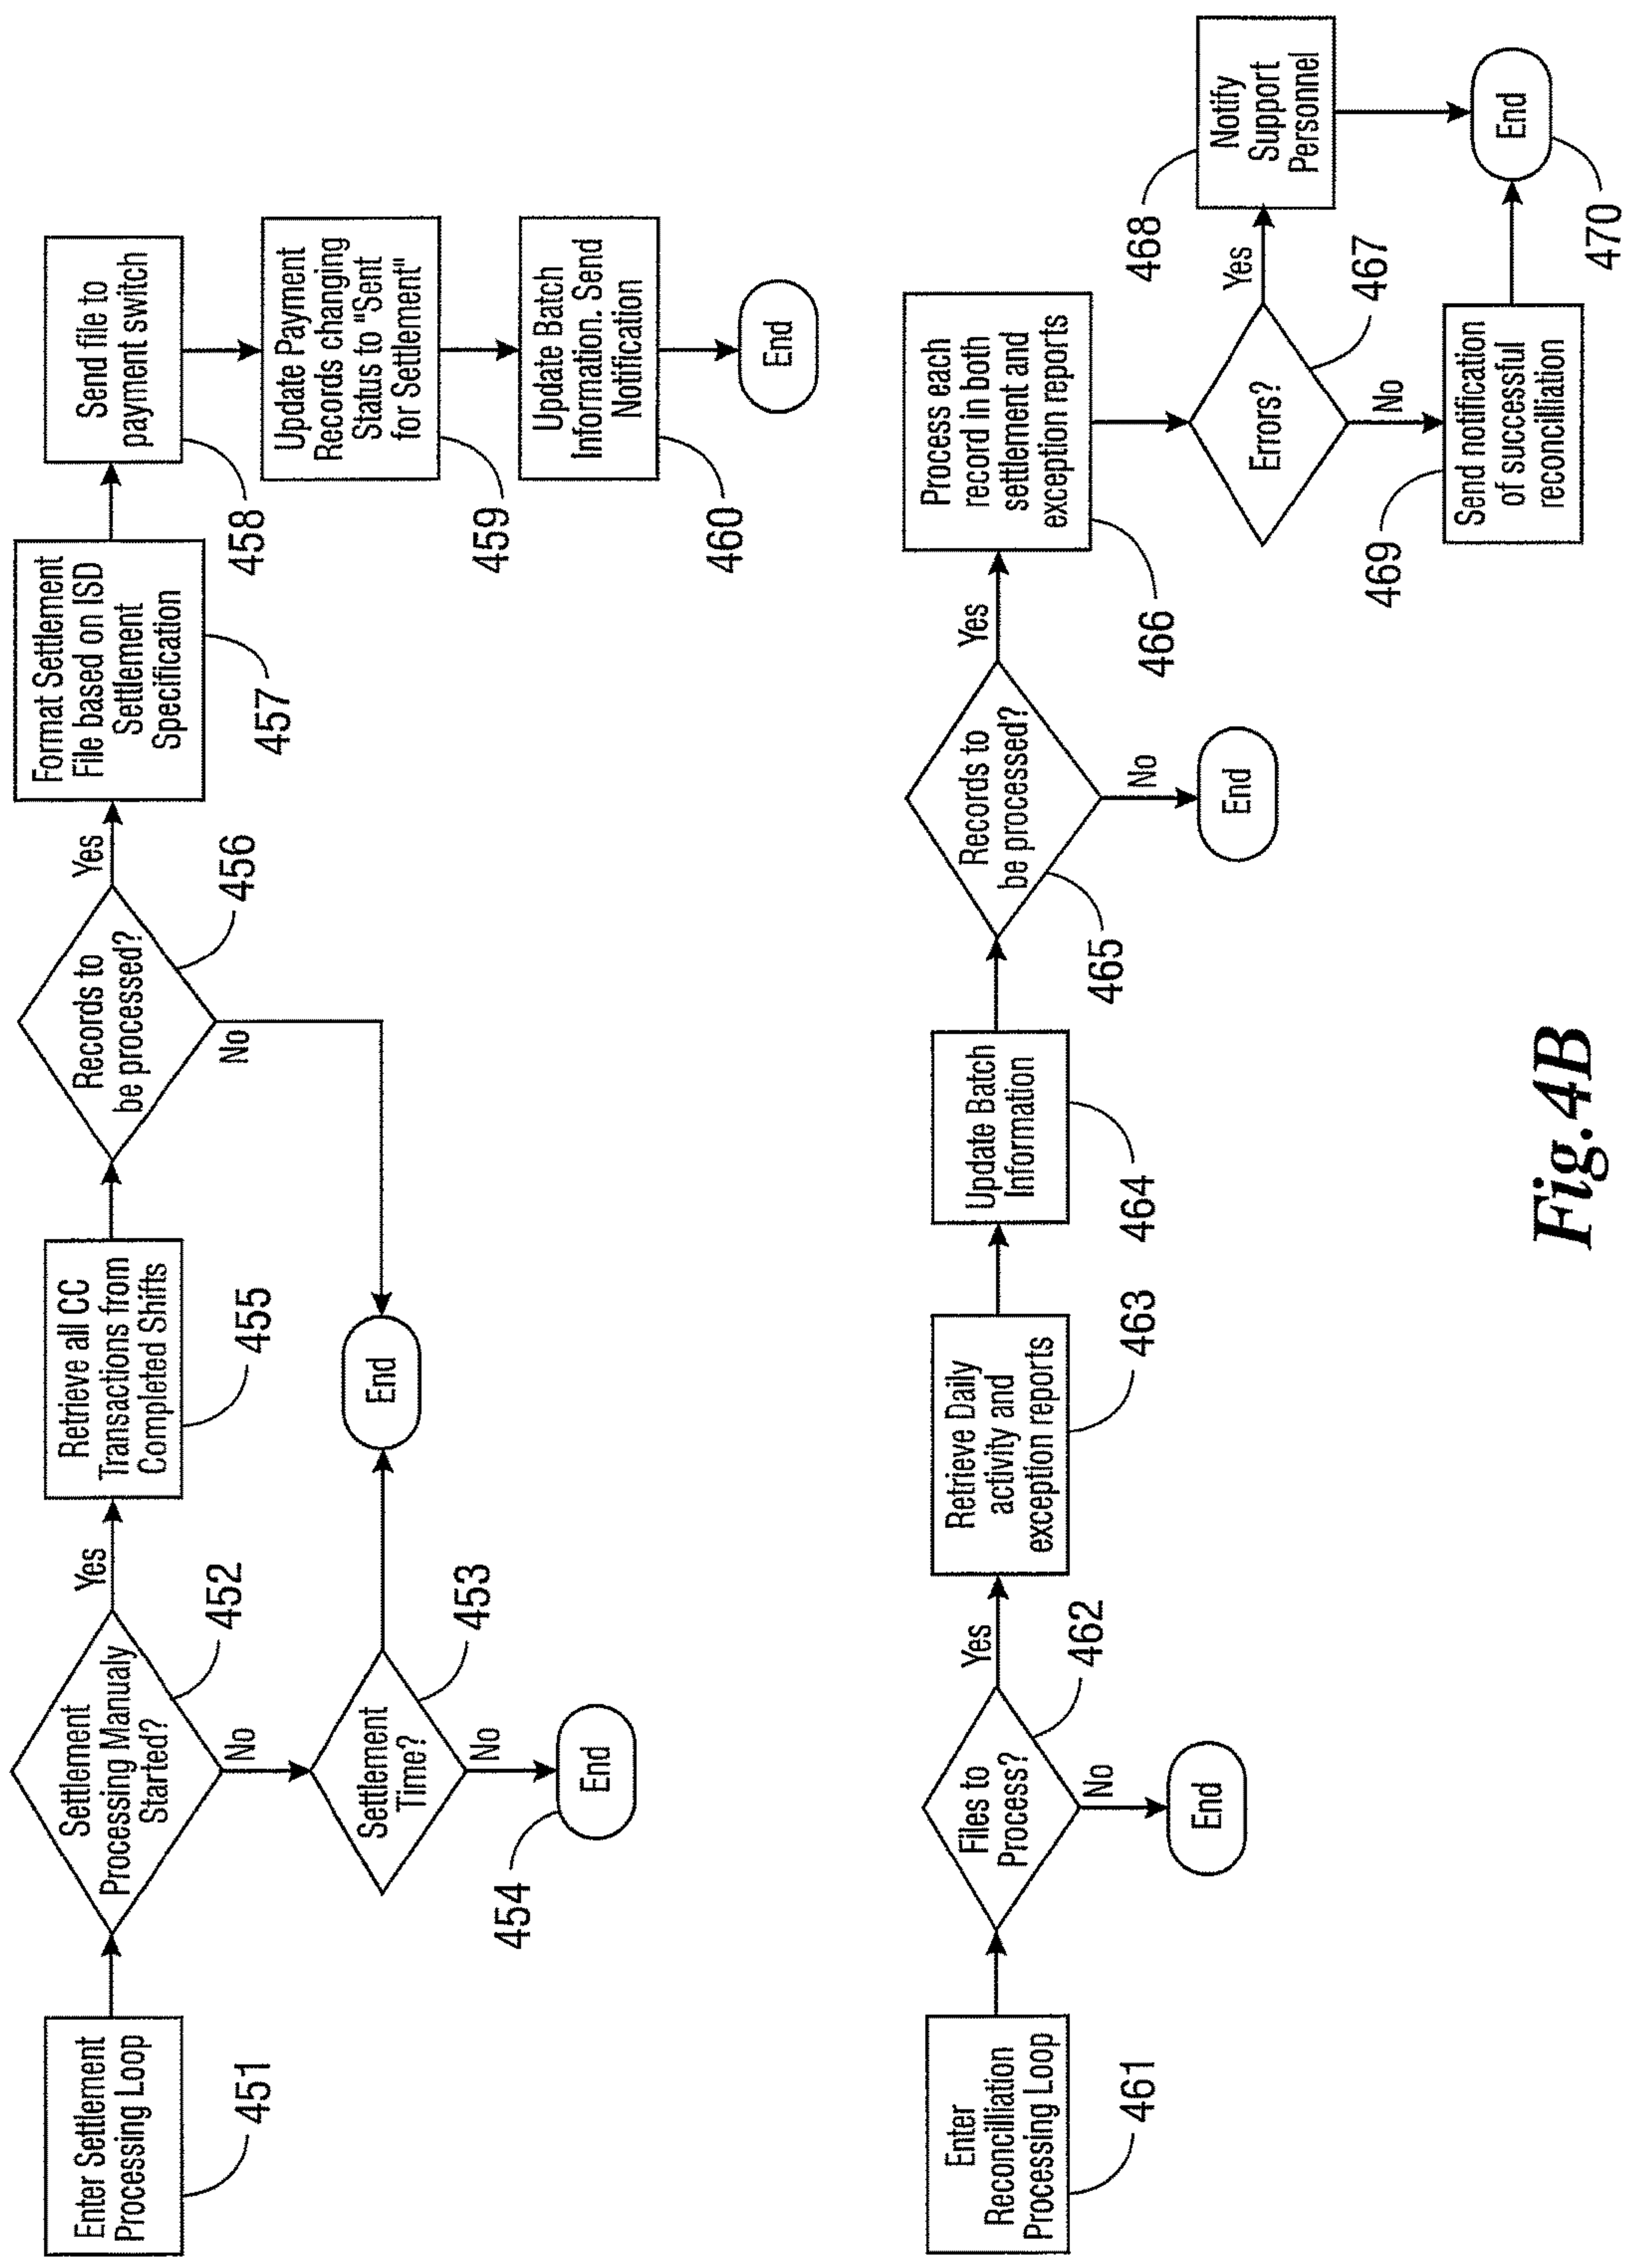 Enter Settlement
Processing Loop
451
Settlement
Processing Manualy
Started?
452
Yes
No
Settlement
Time?
453
No
End
454
Retrieve all CC
Transactions from
Completed Shifts
455
End
Records to
be processed?
456
Yes
No
Format Settlement
File based on ISD
Settlement
Specification
457
Send file to
payment switch
458
Update Payment
Records changing
Status to "Sent
for Settlement"
459
Update Batch
Information. Send
Notification
460
End
Enter
Reconcilliation
Processing Loop
461
Files to
Process?
462
Yes
No
End
Retrieve Daily
activity and
exception reports
463
Update Batch
Information
464
Records to
be processed?
465
Yes
No
End
Process each
record in both
settlement and
exception reports
466
Errors?
467
Yes
No
Notify
Support
Personnel
468
Send notification
of successful
reconcilliation
469
End
470
Fig.4B